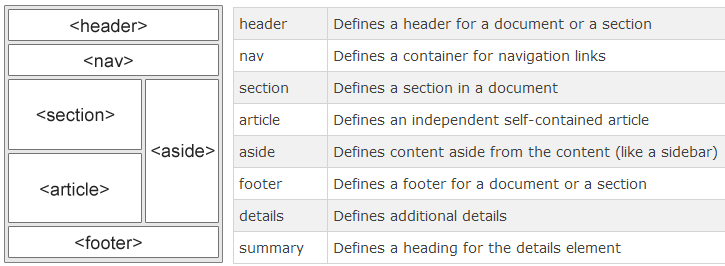 <header>
<nav>
<section>
<aside>
<article>
<footer>
header Defines a header for a document or a section
nav Defines a container for navigation links
section Defines a section in a document
article Defines an independent self-contained article
aside Defines content aside from the content (like a sidebar)
footer Defines a footer for a document or a section
details Defines additional details
summary Defines a heading for the details element